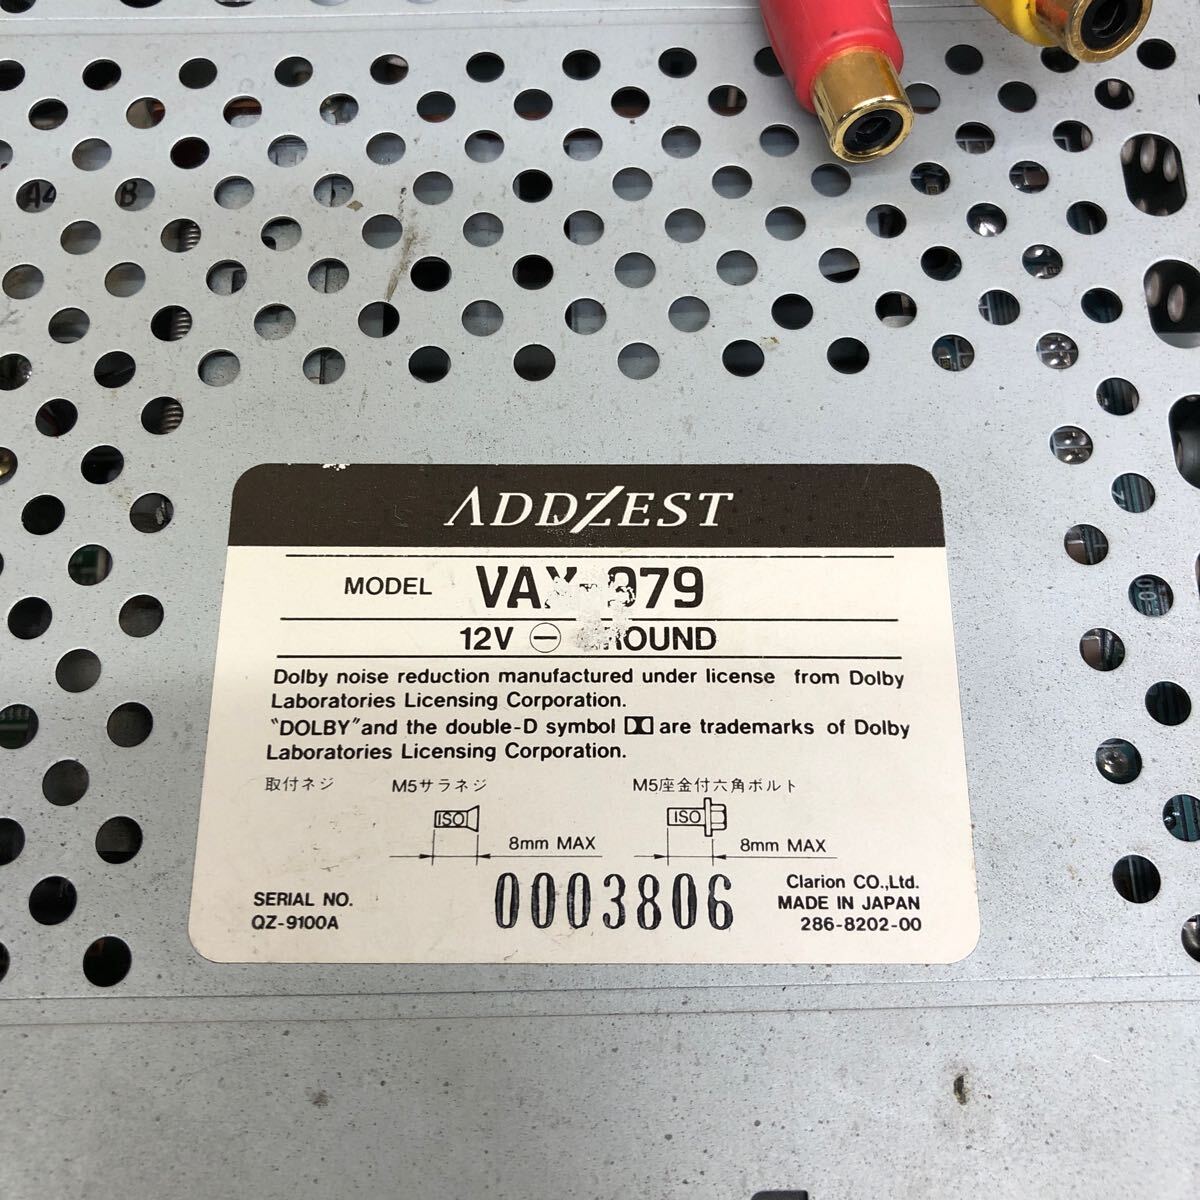 ADDZEST
MODEL
12V ⊖
Dolby noise reduction manufactured under license from Dolby
Laboratories Licensing Corporation.
"DOLBY" and the double-D symbol are trademarks of Dolby
Laboratories Licensing Corporation.
取付ネジ M5サラネジ M5座金付六角ボルト
ISO ISO
8mm MAX 8mm MAX
SERIAL NO. 0003806 Clarion CO.,Ltd.
MADE IN JAPAN
QZ-9100A 286-8202-00
A4 B